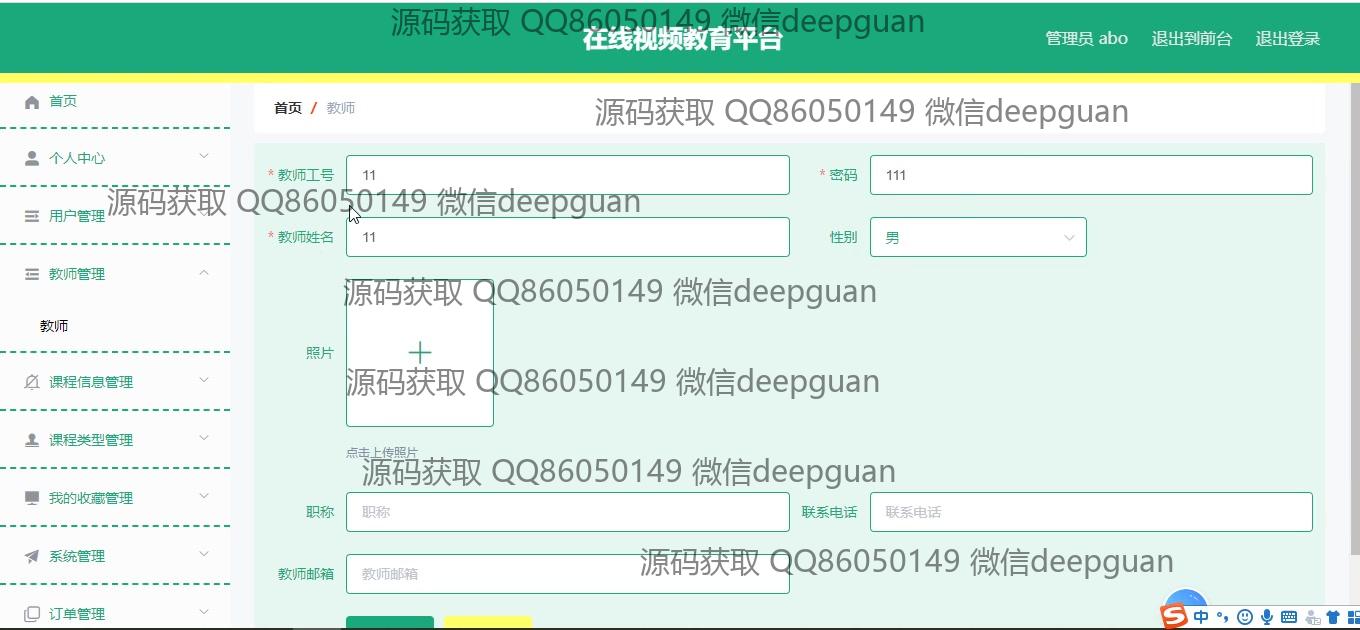 源码获取 QQ86050149 微信deepguan
在线视频教育平台
管理员 abo 退出到前台 退出登录
首页
个人中心
用户管理
教师管理
教师
课程信息管理
课程类型管理
我的收藏管理
系统管理
订单管理
首页 / 教师
源码获取 QQ86050149 微信deepguan
* 教师工号 11
* 密码 111
源码获取 QQ86050149 微信deepguan
* 教师姓名 11
性别 男
源码获取 QQ86050149 微信deepguan
照片
源码获取 QQ86050149 微信deepguan
点击上传照片
源码获取 QQ86050149 微信deepguan
职称 职称
联系电话 联系电话
源码获取 QQ86050149 微信deepguan
教师邮箱 教师邮箱
S 中